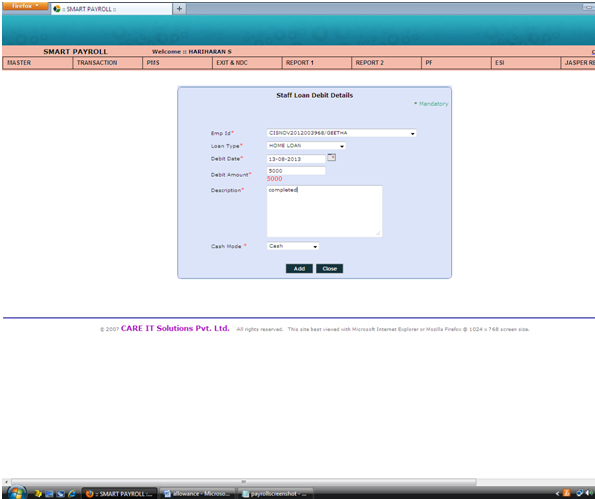 Firefox
:: SMART PAYROLL ::
SMART PAYROLL
Welcome :: HARIHARAN S
MASTER
TRANSACTION
PMS
EXIT & NDC
REPORT 1
REPORT 2
PF
ESI
JASPER RE
Staff Loan Debit Details
* Mandatory
Emp Id* CISNOV2012003968/GEETHA
Loan Type* HOME LOAN
Debit Date* 13-08-2013
Debit Amount* 5000
5000
Description* completed
Cash Mode * Cash
Add Close
© 2007 CARE IT Solutions Pvt. Ltd. All rights reserved. This site best viewed with Microsoft Internet Explorer or Mozilla Firefox @ 1024 x 768 screen size.
:: SMART PAYROLL :...
allowance - Microso...
payrollscreenshot - ...